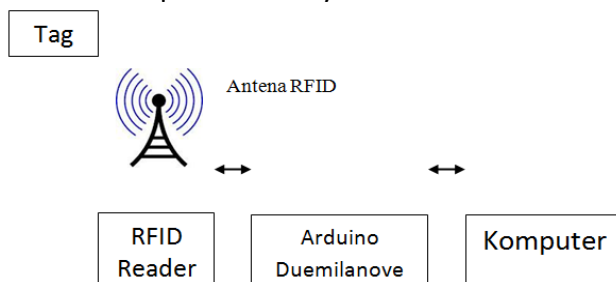 Tag
Antena RFID
RFID
Reader
Arduino
Duemilanove
Komputer